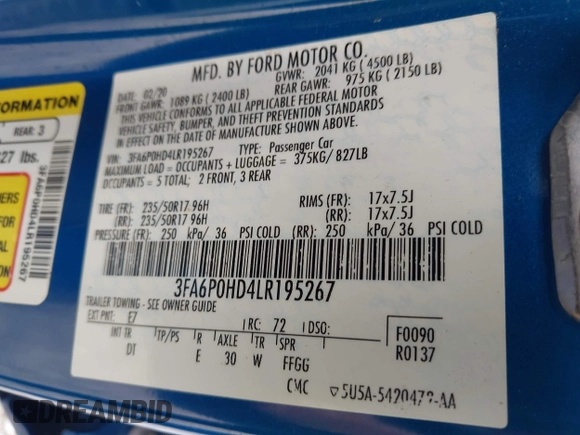 MFD. BY FORD MOTOR CO.
DATE: 02/20 GVWR: 2041 KG (4500 LB)
FRONT GAWR: 1089 KG (2400 LB) REAR GAWR: 975 KG (2150 LB)
THIS VEHICLE CONFORMS TO ALL APPLICABLE FEDERAL MOTOR
VEHICLE SAFETY, BUMPER, AND THEFT PREVENTION STANDARDS
IN EFFECT ON THE DATE OF MANUFACTURE SHOWN ABOVE.
VIN: 3FA6P0HD4LR195267 TYPE: Passenger Car
MAXIMUM LOAD = OCCUPANTS + LUGGAGE = 375KG/827LB
OCCUPANTS = 5 TOTAL; 2 FRONT, 3 REAR
TIRE (FR): 235/50R17 96H RIMS (FR): 17x7.5J
(RR): 235/50R17 96H (RR): 17x7.5J
PRESSURE (FR): 250 kPa/ 36 PSI COLD (RR): 250 kPa/ 36 PSI COLD
3FA6P0HD4LR195267
TRAILER TOWING - SEE OWNER GUIDE
EXT PNT: E7 RC: 72 DSO:
INT TR TP/PS R AXLE TR SPR
DT E 30 W FFGG
F0090
R0137
CMC 5U5A-5420472-AA
FORMATION
REAR: 3
827 lbs.
3FA6P0HD4LR195267
DREAMBID